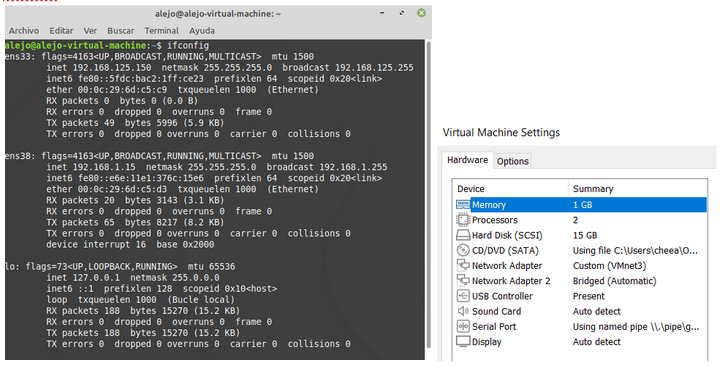 alejo@alejo-virtual-machine: ~
Archivo Editar Ver Buscar Terminal Ayuda
alejo@alejo-virtual-machine:~$ ifconfig
ens33: flags=4163<UP,BROADCAST,RUNNING,MULTICAST> mtu 1500
inet 192.168.125.150 netmask 255.255.255.0 broadcast 192.168.125.255
inet6 fe80::5fdc:bac2:1ff:ce23 prefixlen 64 scopeid 0x20<link>
ether 00:0c:29:6d:c5:c9 txqueuelen 1000 (Ethernet)
RX packets 0 bytes 0 (0.0 B)
RX errors 0 dropped 0 overruns 0 frame 0
TX packets 49 bytes 5996 (5.9 KB)
TX errors 0 dropped 0 overruns 0 carrier 0 collisions 0
ens38: flags=4163<UP,BROADCAST,RUNNING,MULTICAST> mtu 1500
inet 192.168.1.15 netmask 255.255.255.0 broadcast 192.168.1.255
inet6 fe80::e6e:11e1:376c:15e6 prefixlen 64 scopeid 0x20<link>
ether 00:0c:29:6d:c5:d3 txqueuelen 1000 (Ethernet)
RX packets 20 bytes 3143 (3.1 KB)
RX errors 0 dropped 0 overruns 0 frame 0
TX packets 65 bytes 8217 (8.2 KB)
TX errors 0 dropped 0 overruns 0 carrier 0 collisions 0
device interrupt 16 base 0x2000
lo: flags=73<UP,LOOPBACK,RUNNING> mtu 65536
inet 127.0.0.1 netmask 255.0.0.0
inet6 ::1 prefixlen 128 scopeid 0x10<host>
loop txqueuelen 1000 (Bucle local)
RX packets 188 bytes 15270 (15.2 KB)
RX errors 0 dropped 0 overruns 0 frame 0
TX packets 188 bytes 15270 (15.2 KB)
TX errors 0 dropped 0 overruns 0 carrier 0 collisions 0
Virtual Machine Settings
Hardware Options
Device Summary
Memory 1 GB
Processors 2
Hard Disk (SCSI) 15 GB
CD/DVD (SATA) Using file C:\Users\cheea\O...
Network Adapter Custom (VMnet3)
Network Adapter 2 Bridged (Automatic)
USB Controller Present
Sound Card Auto detect
Serial Port Using named pipe \\.\pipe\g...
Display Auto detect